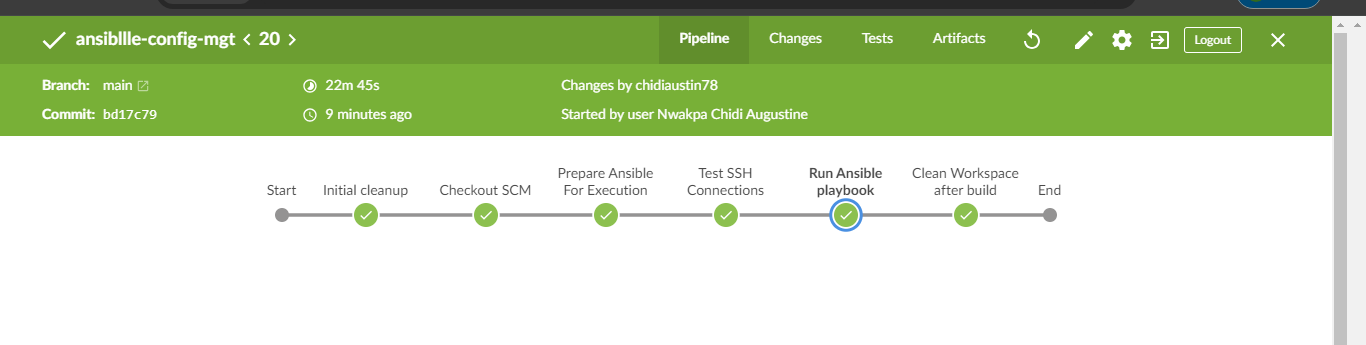 ansibllle-config-mgt < 20 >
Pipeline
Changes
Tests
Artifacts
Logout
Branch: main
22m 45s
Changes by chidiaustin78
Commit: bd17c79
9 minutes ago
Started by user Nwakpa Chidi Augustine
Start
Initial cleanup
Checkout SCM
Prepare Ansible
For Execution
Test SSH
Connections
Run Ansible
playbook
Clean Workspace
after build
End